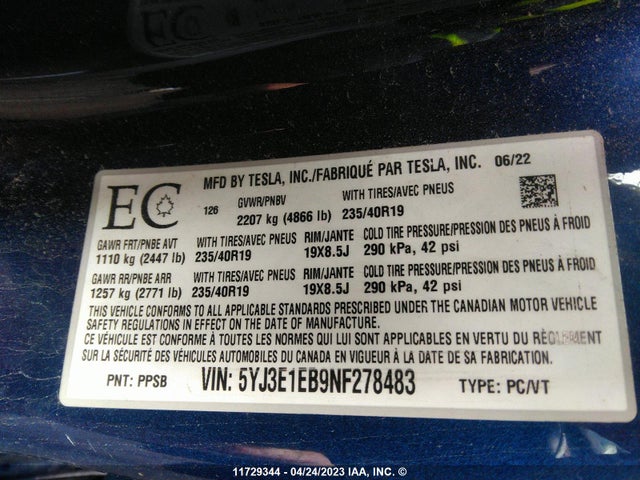 EC
MFD BY TESLA, INC./FABRIQUÉ PAR TESLA, INC. 06/22
126 GVWR/PNBV WITH TIRES/AVEC PNEUS
2207 kg (4866 lb) 235/40R19
GAWR FRT/PNBE AVT WITH TIRES/AVEC PNEUS RIM/JANTE COLD TIRE PRESSURE/PRESSION DES PNEUS À FROID
1110 kg (2447 lb) 235/40R19 19X8.5J 290 kPa, 42 psi
GAWR RR/PNBE ARR WITH TIRES/AVEC PNEUS RIM/JANTE COLD TIRE PRESSURE/PRESSION DES PNEUS À FROID
1257 kg (2771 lb) 235/40R19 19X8.5J 290 kPa, 42 psi
THIS VEHICLE CONFORMS TO ALL APPLICABLE STANDARDS PRESCRIBED UNDER THE CANADIAN MOTOR VEHICLE
SAFETY REGULATIONS IN EFFECT ON THE DATE OF MANUFACTURE.
CE VÉHICULE EST CONFORME À TOUTES LES NORMES QUI LUI SONT APPLICABLES EN VERTU DU RÈGLEMENT
SUR LA SÉCURITÉ DES VÉHICULES AUTOMOBILES DU CANADA EN VIGUEUR À LA DATE DE SA FABRICATION.
PNT: PPSB VIN: 5YJ3E1EB9NF278483 TYPE: PC/VT
11729344 - 04/24/2023 IAA, INC. ©